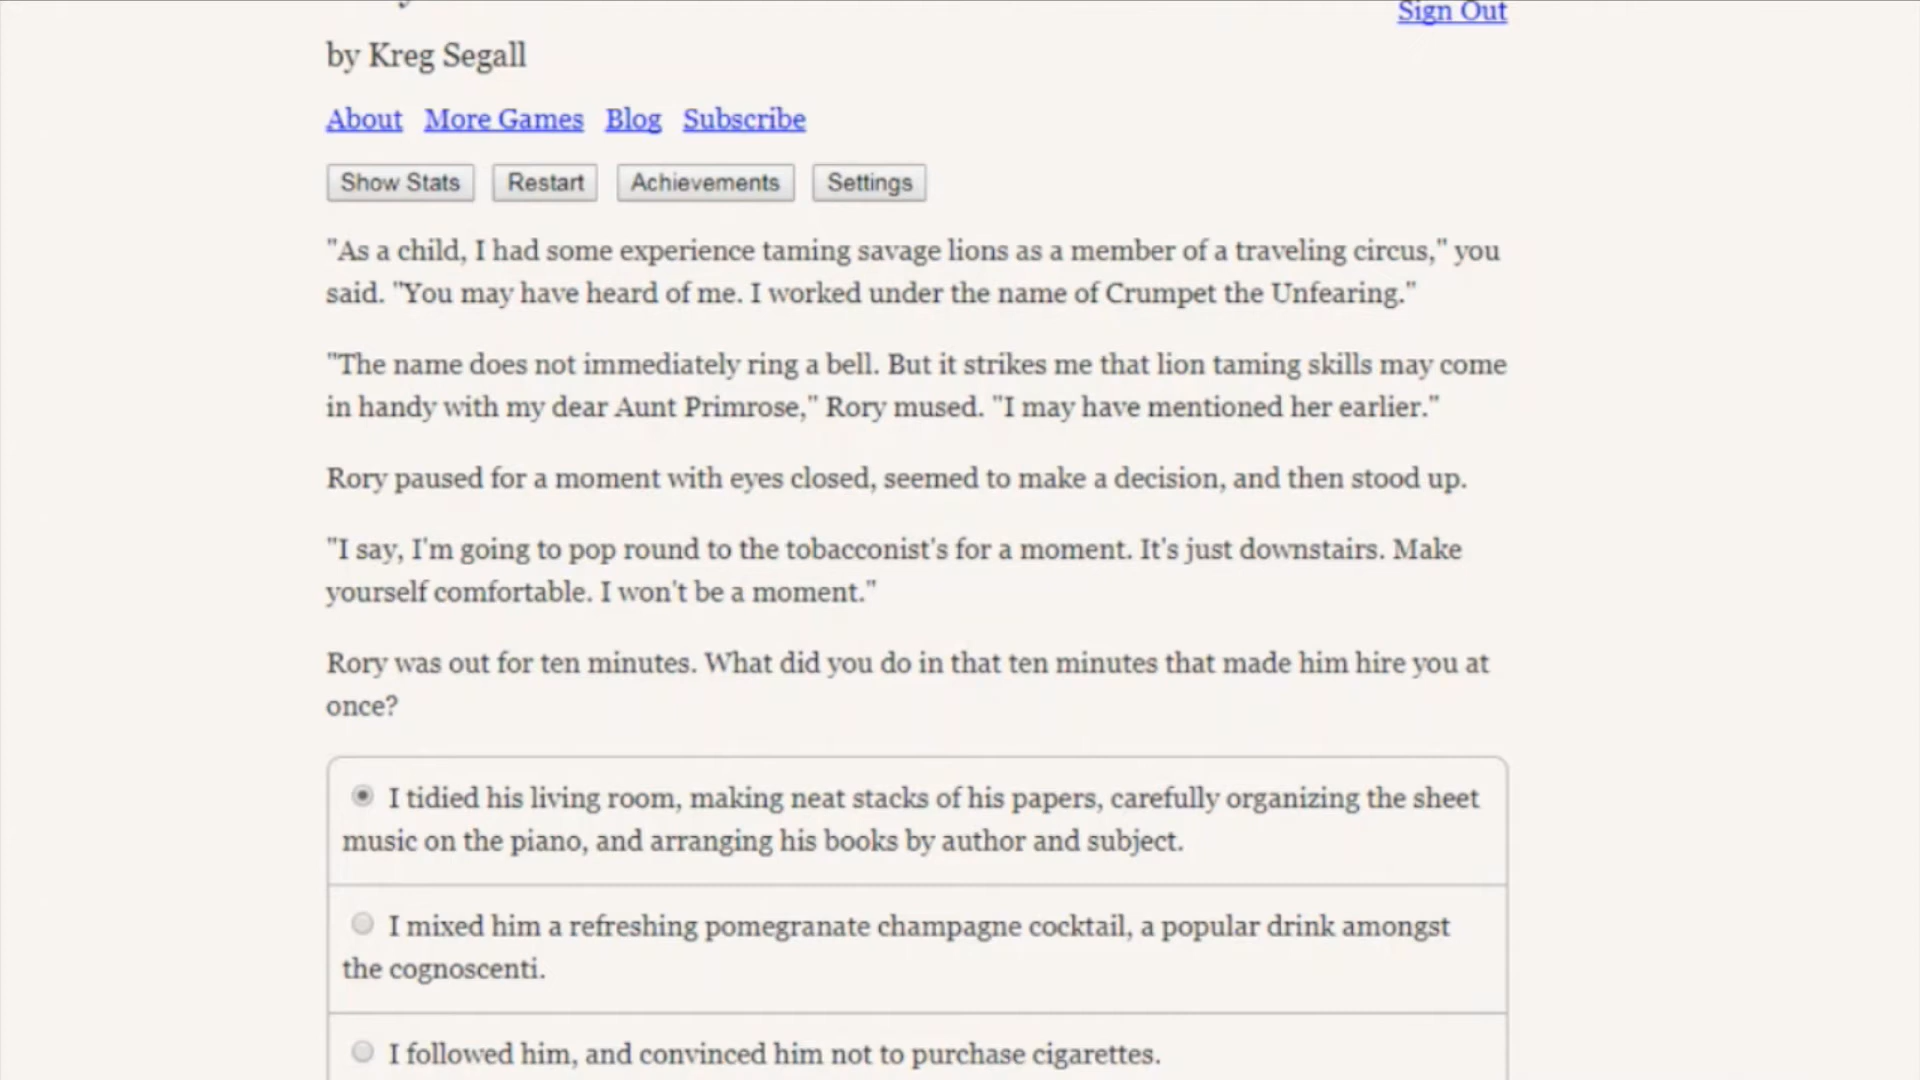 Sign Out
by Kreg Segall
About More Games Blog Subscribe
Show Stats Restart Achievements Settings
"As a child, I had some experience taming savage lions as a member of a traveling circus," you
said. "You may have heard of me. I worked under the name of Crumpet the Unfearing."
"The name does not immediately ring a bell. But it strikes me that lion taming skills may come
in handy with my dear Aunt Primrose," Rory mused. "I may have mentioned her earlier."
Rory paused for a moment with eyes closed, seemed to make a decision, and then stood up.
"I say, I'm going to pop round to the tobacconist's for a moment. It's just downstairs. Make
yourself comfortable. I won't be a moment."
Rory was out for ten minutes. What did you do in that ten minutes that made him hire you at
once?
I tidied his living room, making neat stacks of his papers, carefully organizing the sheet
music on the piano, and arranging his books by author and subject.
I mixed him a refreshing pomegranate champagne cocktail, a popular drink amongst
the cognoscenti.
I followed him, and convinced him not to purchase cigarettes.